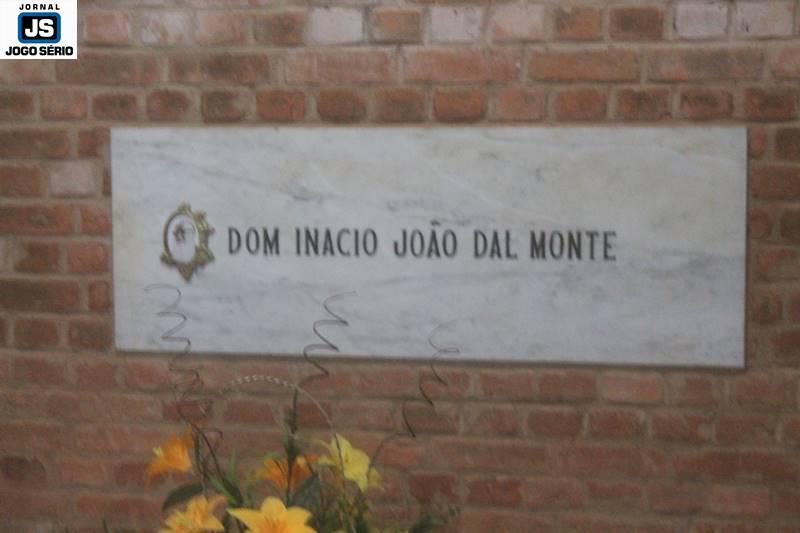 JORNAL
JS
JOGO SÉRIO
DOM INACIO JOÃO DAL MONTE